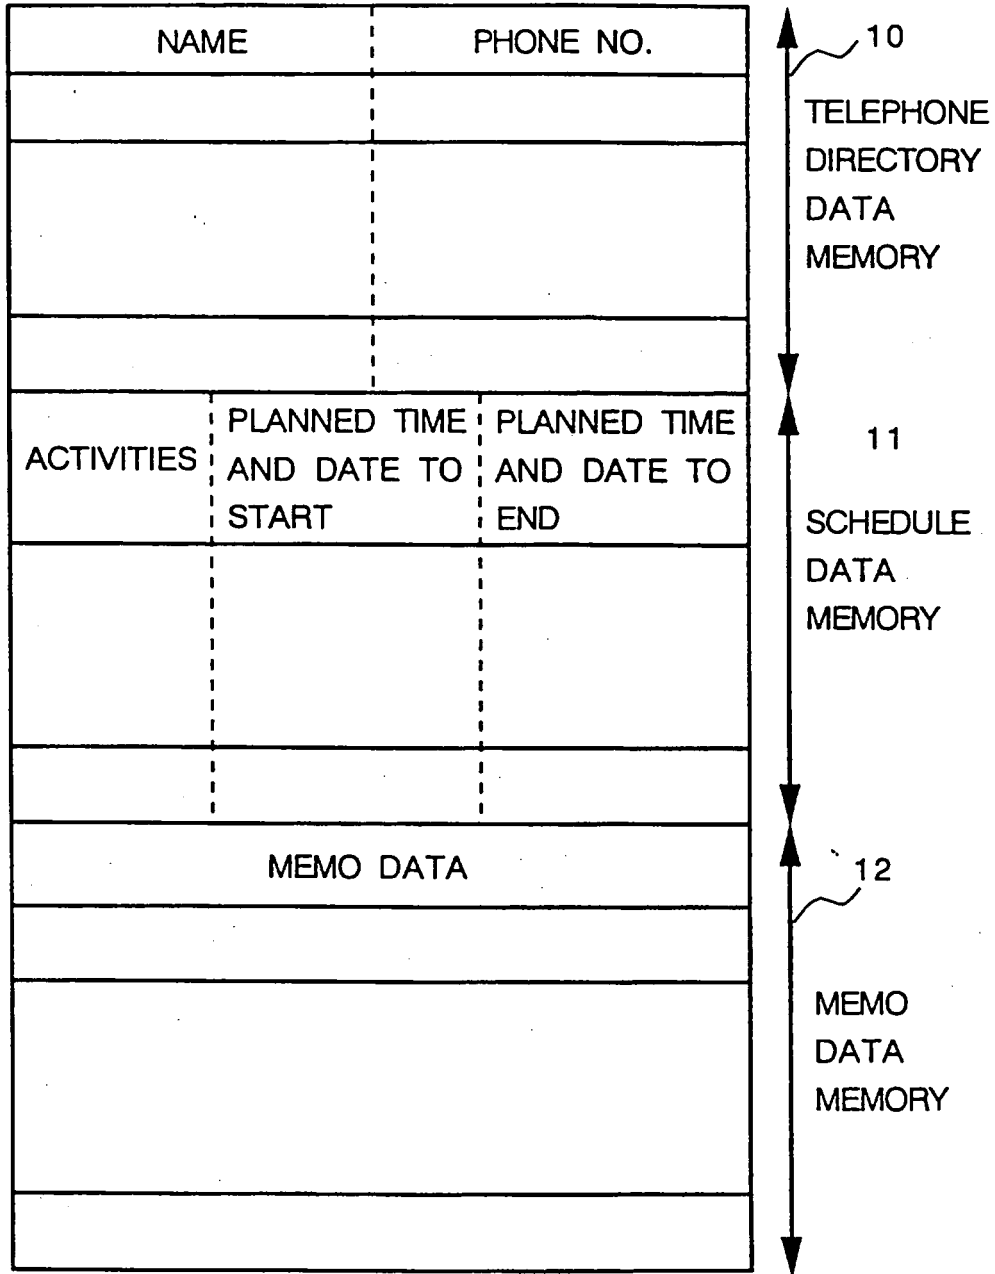 NAME
PHONE NO.
10
TELEPHONE
DIRECTORY
DATA
MEMORY
ACTIVITIES
PLANNED TIME
AND DATE TO
START
PLANNED TIME
AND DATE TO
END
11
SCHEDULE
DATA
MEMORY
MEMO DATA
12
MEMO
DATA
MEMORY